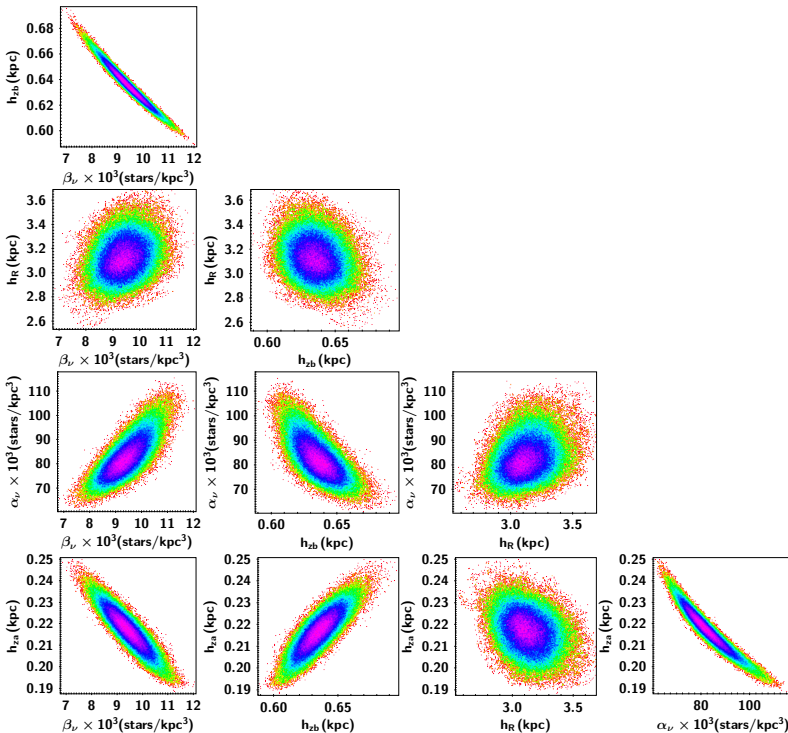 h_zb (kpc)
0.68
0.66
0.64
0.62
0.60
7 8 9 10 11 12
β_ν × 10³(stars/kpc³)
h_R (kpc)
3.6
3.4
3.2
3.0
2.8
2.6
7 8 9 10 11 12
β_ν × 10³(stars/kpc³)
h_R (kpc)
3.6
3.4
3.2
3.0
2.8
2.6
0.60 0.65
h_zb (kpc)
α_ν × 10³(stars/kpc³)
110
100
90
80
70
7 8 9 10 11 12
β_ν × 10³(stars/kpc³)
α_ν × 10³(stars/kpc³)
110
100
90
80
70
0.60 0.65
h_zb (kpc)
α_ν × 10³(stars/kpc³)
110
100
90
80
70
3.0 3.5
h_R (kpc)
h_za (kpc)
0.25
0.24
0.23
0.22
0.21
0.20
0.19
7 8 9 10 11 12
β_ν × 10³(stars/kpc³)
h_za (kpc)
0.25
0.24
0.23
0.22
0.21
0.20
0.19
0.60 0.65
h_zb (kpc)
h_za (kpc)
0.25
0.24
0.23
0.22
0.21
0.20
0.19
3.0 3.5
h_R (kpc)
h_za (kpc)
0.25
0.24
0.23
0.22
0.21
0.20
0.19
80 100
α_ν × 10³(stars/kpc³)